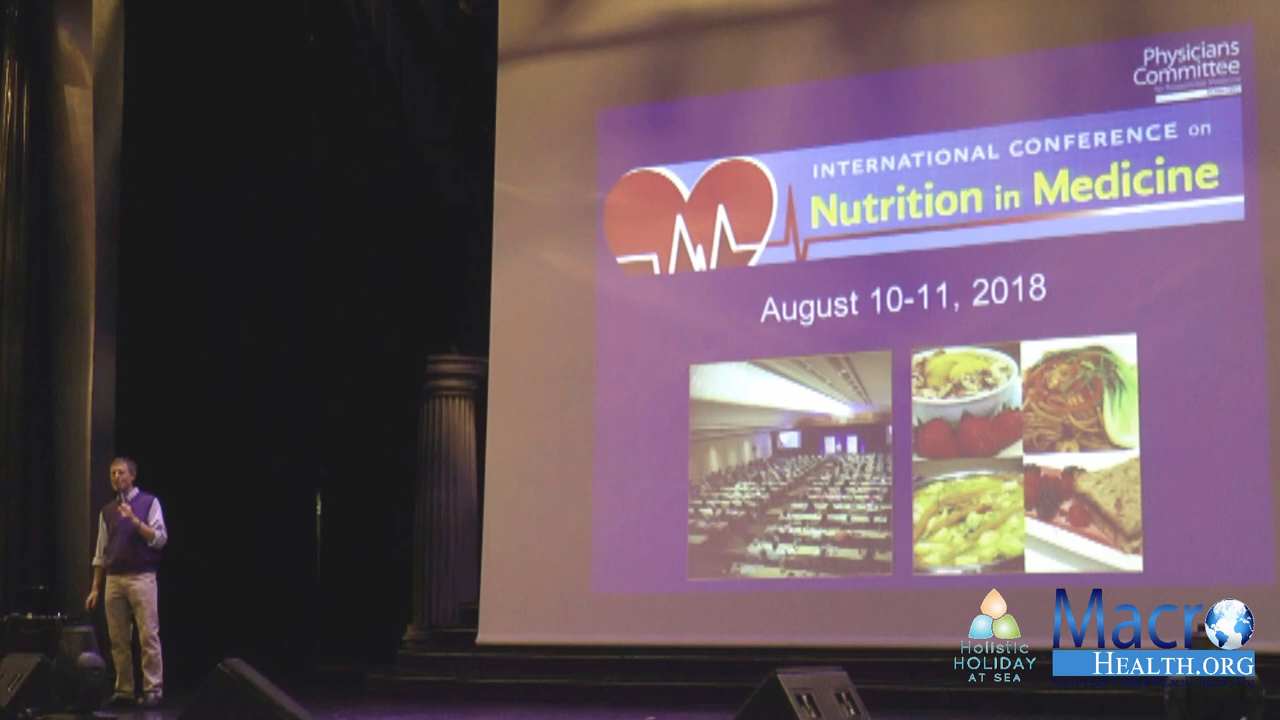 Physicians
Committee
INTERNATIONAL CONFERENCE on
Nutrition in Medicine
August 10-11, 2018
Holistic
HOLIDAY
AT SEA
Macro
HEALTH.ORG